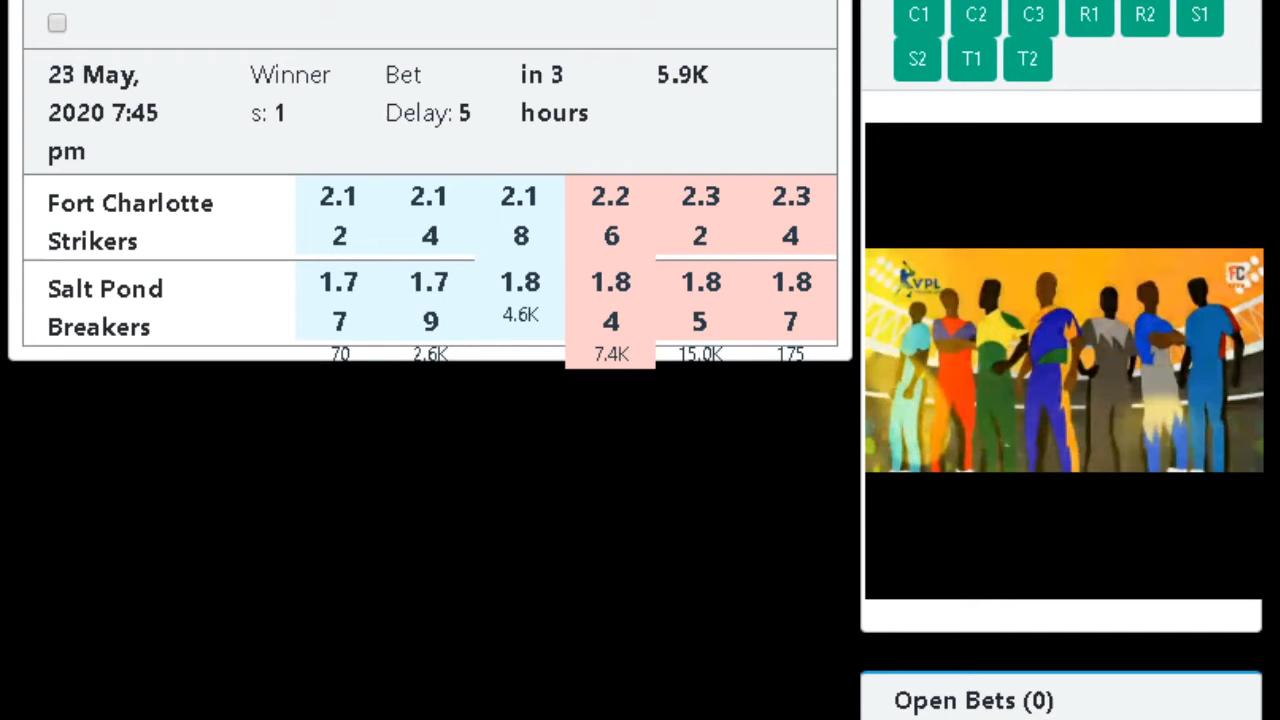 C1 C2 C3 R1 R2 S1
S2 T1 T2
23 May, Winner Bet in 3 5.9K
2020 7:45 s: 1 Delay: 5 hours
pm
Fort Charlotte 2.1 2.1 2.1 2.2 2.3 2.3
Strikers 2 4 8 6 2 4
Salt Pond 1.7 1.7 1.8 1.8 1.8 1.8
Breakers 7 9 4.6K 4 5 7
70 2.6K 7.4K 15.0K 175
VPL
FC
Open Bets (0)